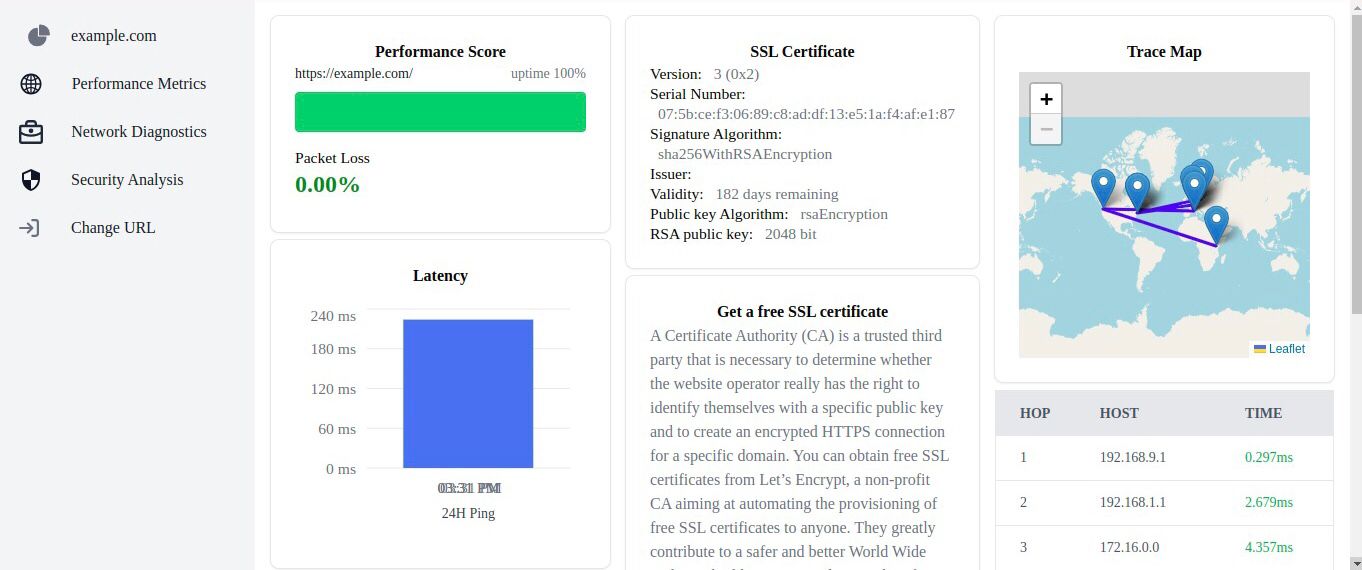 example.com
Performance Metrics
Network Diagnostics
Security Analysis
Change URL
Performance Score
https://example.com/ uptime 100%
Packet Loss
0.00%
Latency
240 ms
180 ms
120 ms
60 ms
0 ms
03:31 PM
24H Ping
SSL Certificate
Version: 3 (0x2)
Serial Number:
07:5b:ce:f3:06:89:c8:ad:df:13:e5:1a:f4:af:e1:87
Signature Algorithm:
sha256WithRSAEncryption
Issuer:
Validity: 182 days remaining
Public key Algorithm: rsaEncryption
RSA public key: 2048 bit
Get a free SSL certificate
A Certificate Authority (CA) is a trusted third
party that is necessary to determine whether
the website operator really has the right to
identify themselves with a specific public key
and to create an encrypted HTTPS connection
for a specific domain. You can obtain free SSL
certificates from Let’s Encrypt, a non-profit
CA aiming at automating the provisioning of
free SSL certificates to anyone. They greatly
contribute to a safer and better World Wide
Trace Map
+
−
Leaflet
HOP HOST TIME
1 192.168.9.1 0.297ms
2 192.168.1.1 2.679ms
3 172.16.0.0 4.357ms